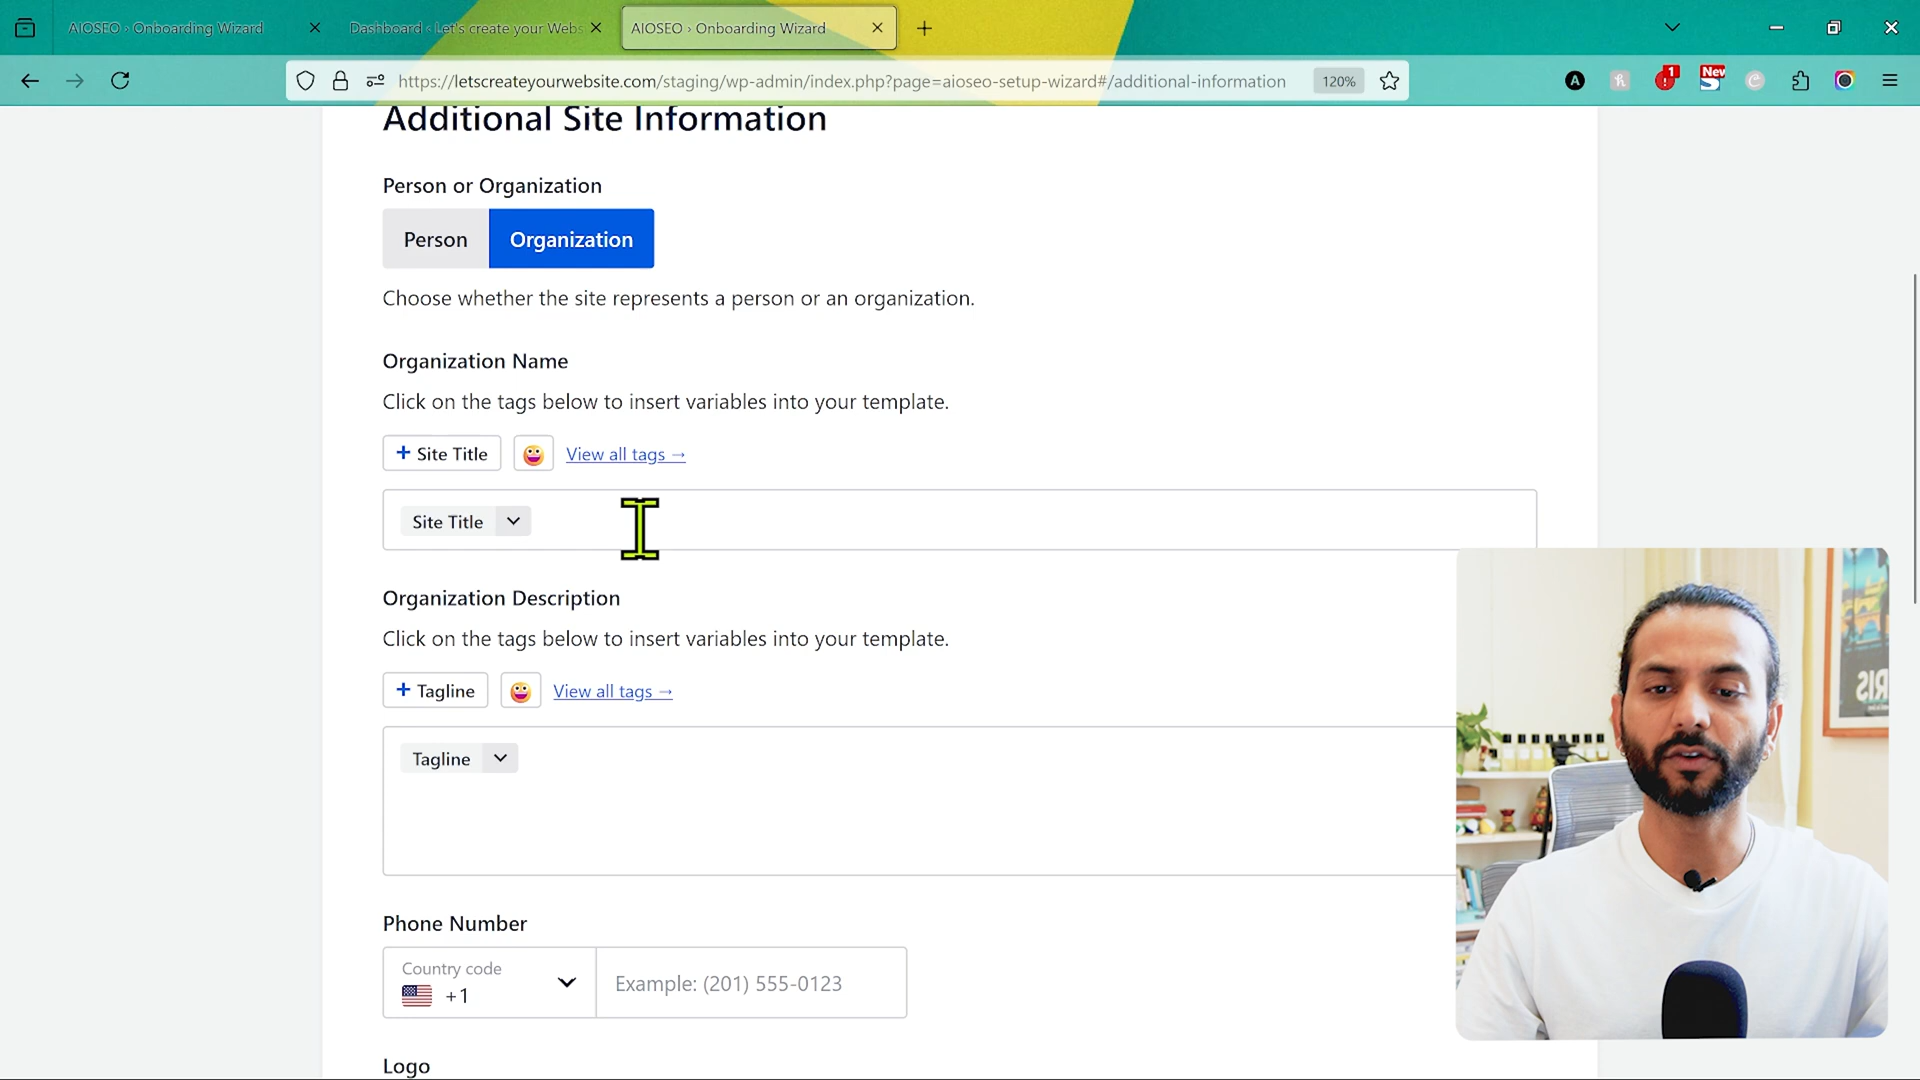 AIOSEO › Onboarding Wizard
Dashboard ‹ Let's create your Webs
AIOSEO › Onboarding Wizard
https://letscreateyourwebsite.com/staging/wp-admin/index.php?page=aioseo-setup-wizard#/additional-information
120%
A
1
New
Additional Site Information
Person or Organization
Person
Organization
Choose whether the site represents a person or an organization.
Organization Name
Click on the tags below to insert variables into your template.
+ Site Title
View all tags →
Site Title
Organization Description
Click on the tags below to insert variables into your template.
+ Tagline
View all tags →
Tagline
Phone Number
Country code
+1
Example: (201) 555-0123
Logo